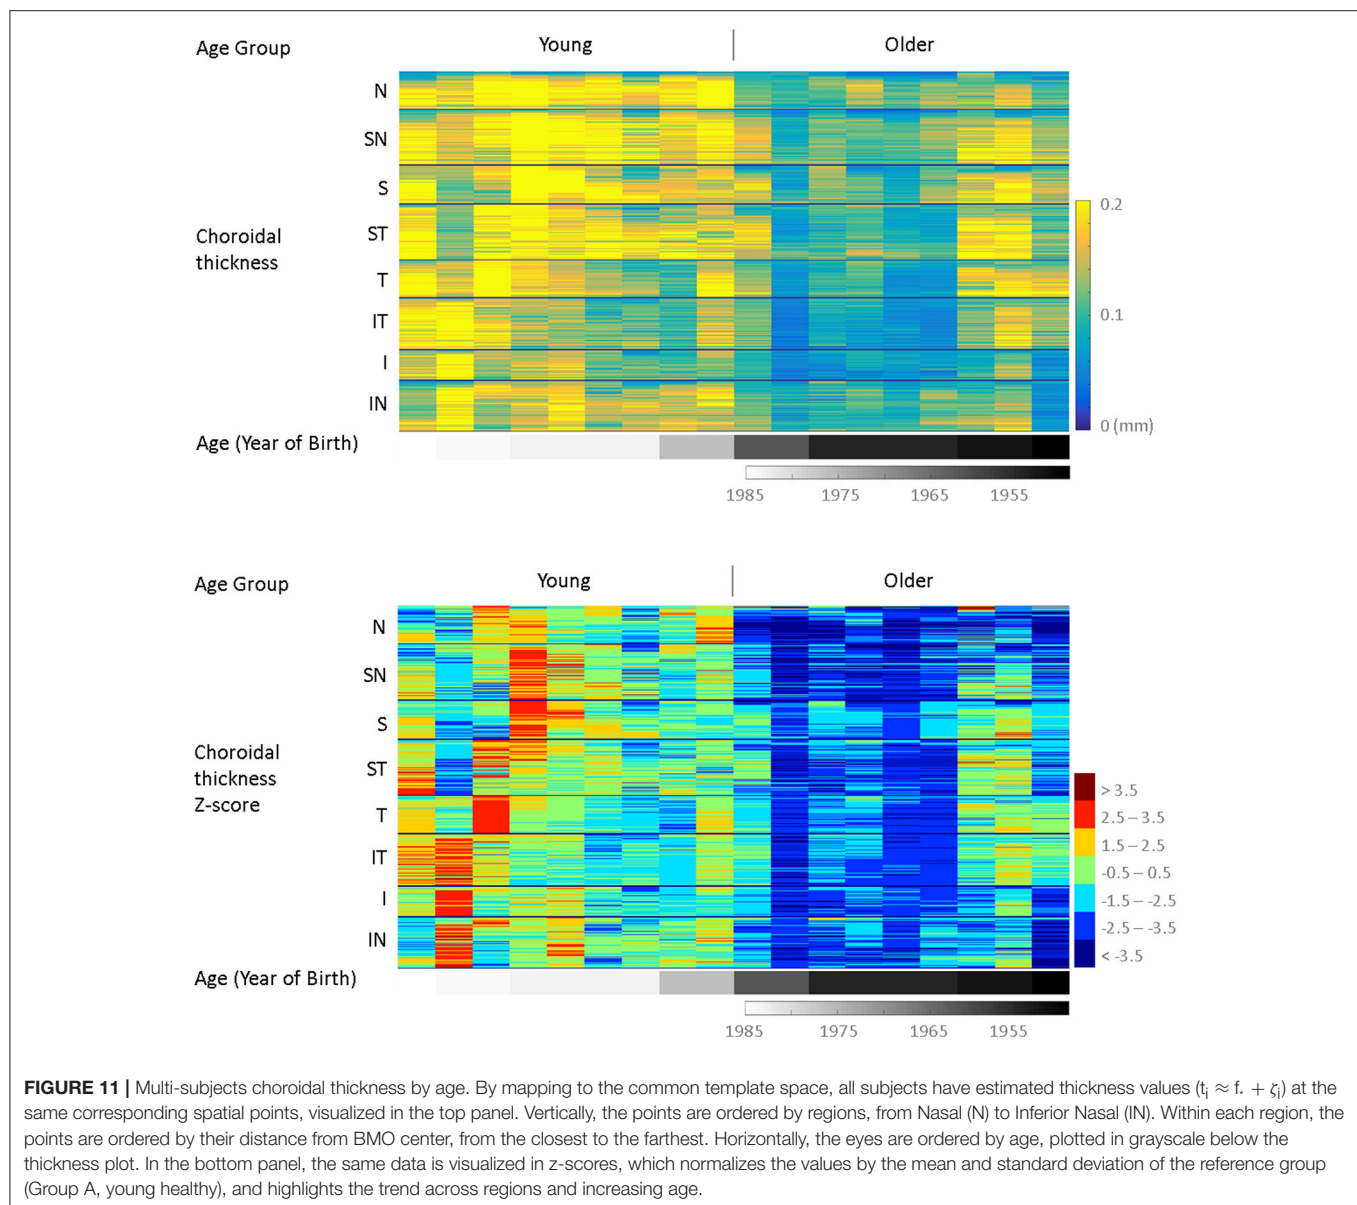 Age Group Young | Older
N
SN
S
ST
T
IT
I
IN
Choroidal
thickness
0.2
0.1
0 (mm)
Age (Year of Birth)
1985 1975 1965 1955
Age Group Young | Older
N
SN
S
ST
T
IT
I
IN
Choroidal
thickness
Z-score
> 3.5
2.5 – 3.5
1.5 – 2.5
-0.5 – 0.5
-1.5 – -2.5
-2.5 – -3.5
< -3.5
Age (Year of Birth)
1985 1975 1965 1955
FIGURE 11 | Multi-subjects choroidal thickness by age. By mapping to the common template space, all subjects have estimated thickness values (tᵢ ≈ f* + ζᵢ) at the
same corresponding spatial points, visualized in the top panel. Vertically, the points are ordered by regions, from Nasal (N) to Inferior Nasal (IN). Within each region, the
points are ordered by their distance from BMO center, from the closest to the farthest. Horizontally, the eyes are ordered by age, plotted in grayscale below the
thickness plot. In the bottom panel, the same data is visualized in z-scores, which normalizes the values by the mean and standard deviation of the reference group
(Group A, young healthy), and highlights the trend across regions and increasing age.